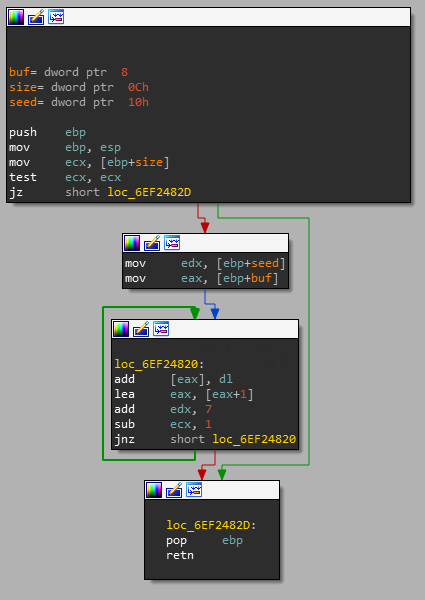 buf= dword ptr  8
size= dword ptr  0Ch
seed= dword ptr  10h
push    ebp
mov     ebp, esp
mov     ecx, [ebp+size]
test    ecx, ecx
jz      short loc_6EF2482D
mov     edx, [ebp+seed]
mov     eax, [ebp+buf]
loc_6EF24820:
add     [eax], dl
lea     eax, [eax+1]
add     edx, 7
sub     ecx, 1
jnz     short loc_6EF24820
loc_6EF2482D:
pop     ebp
retn